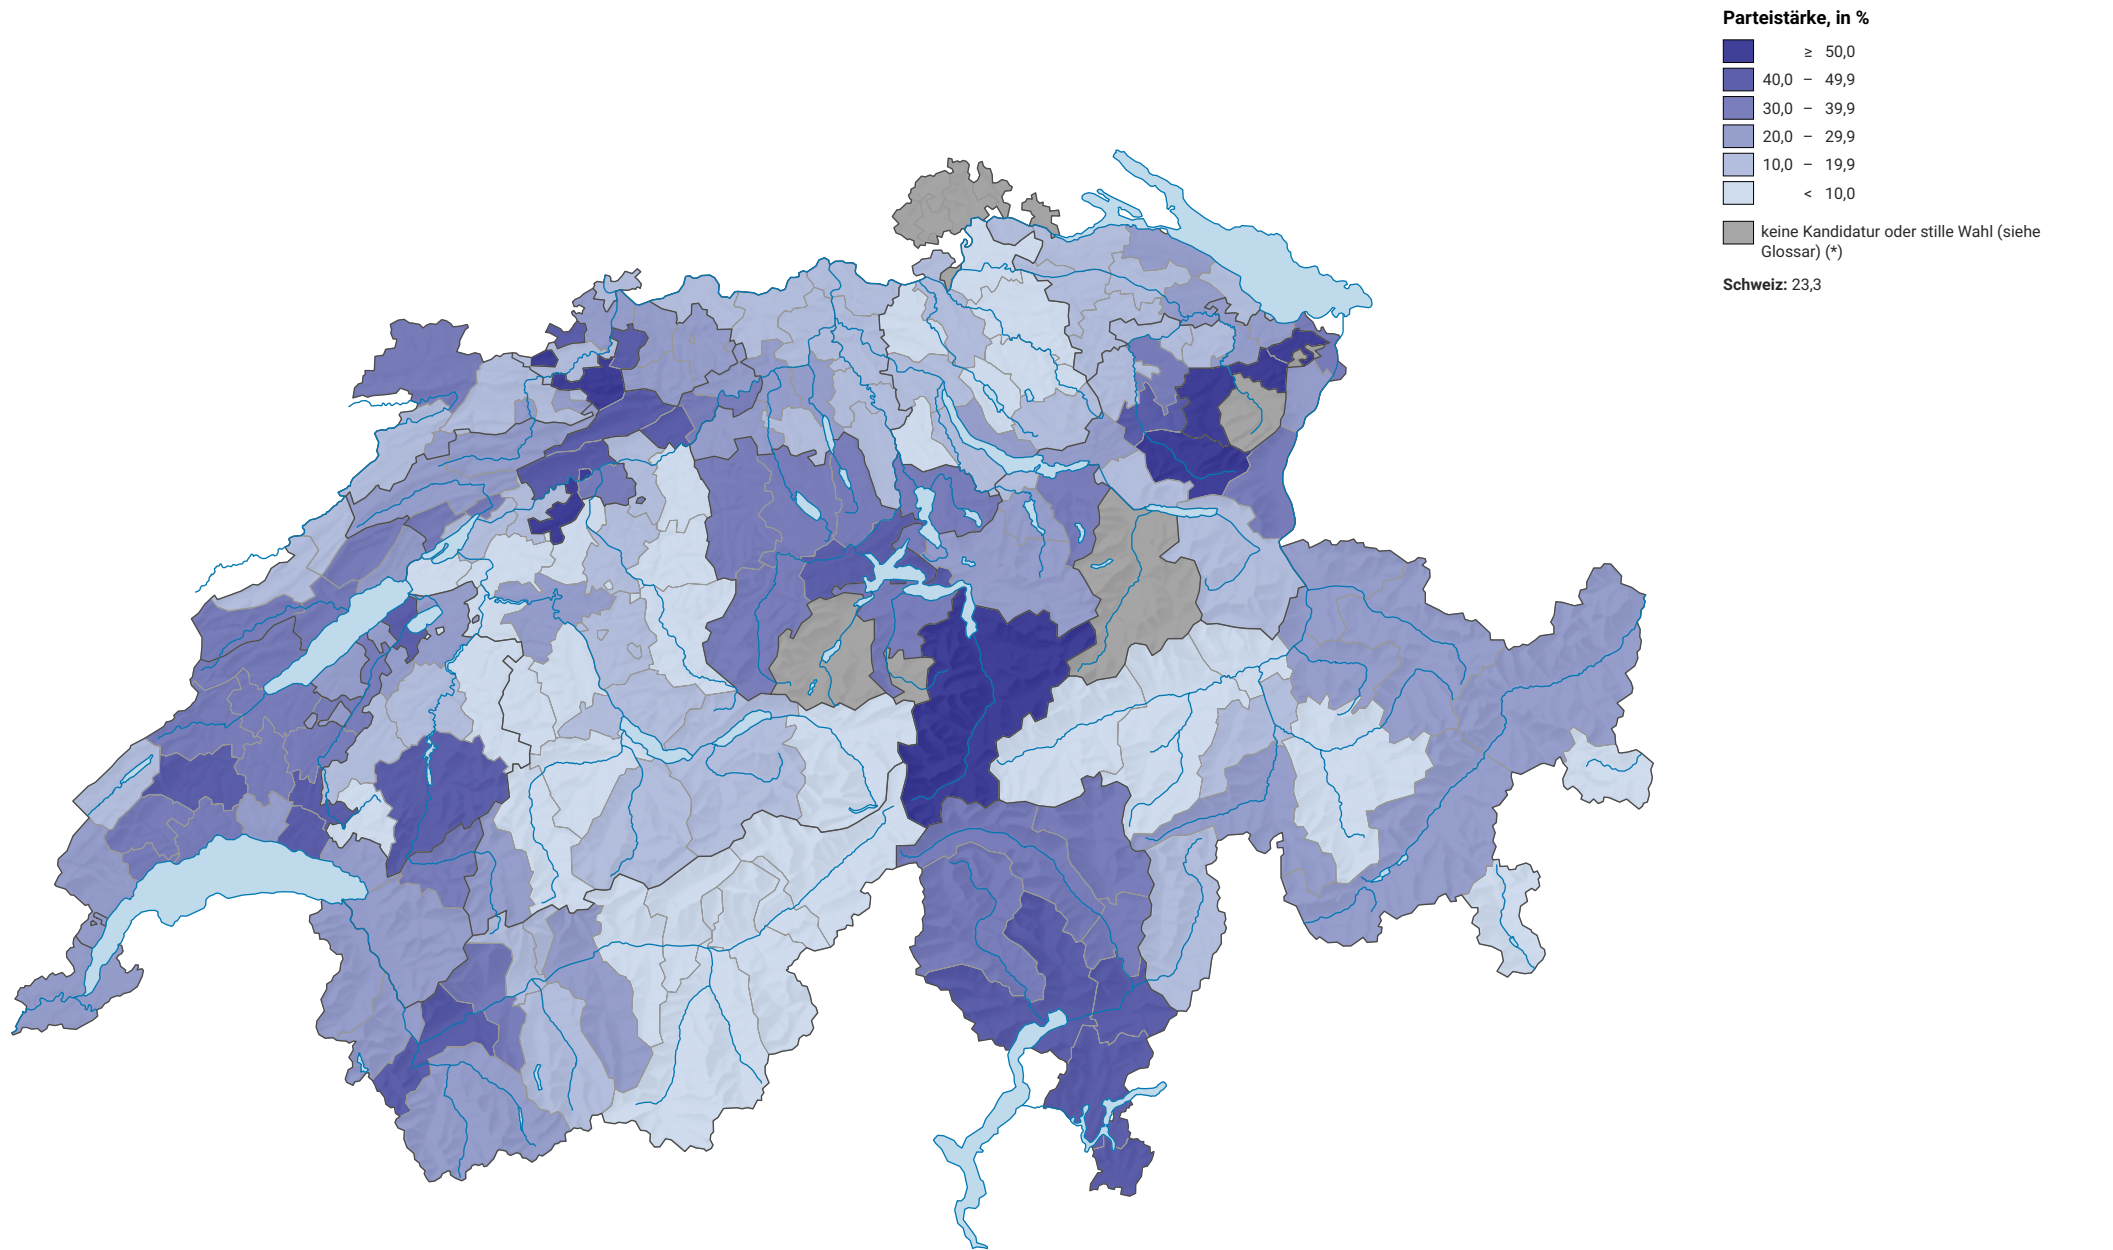 Parteistärke, in %
≥ 50,0
40,0 – 49,9
30,0 – 39,9
20,0 – 29,9
10,0 – 19,9
< 10,0
keine Kandidatur oder stille Wahl (siehe
Glossar) (*)
Schweiz: 23,3